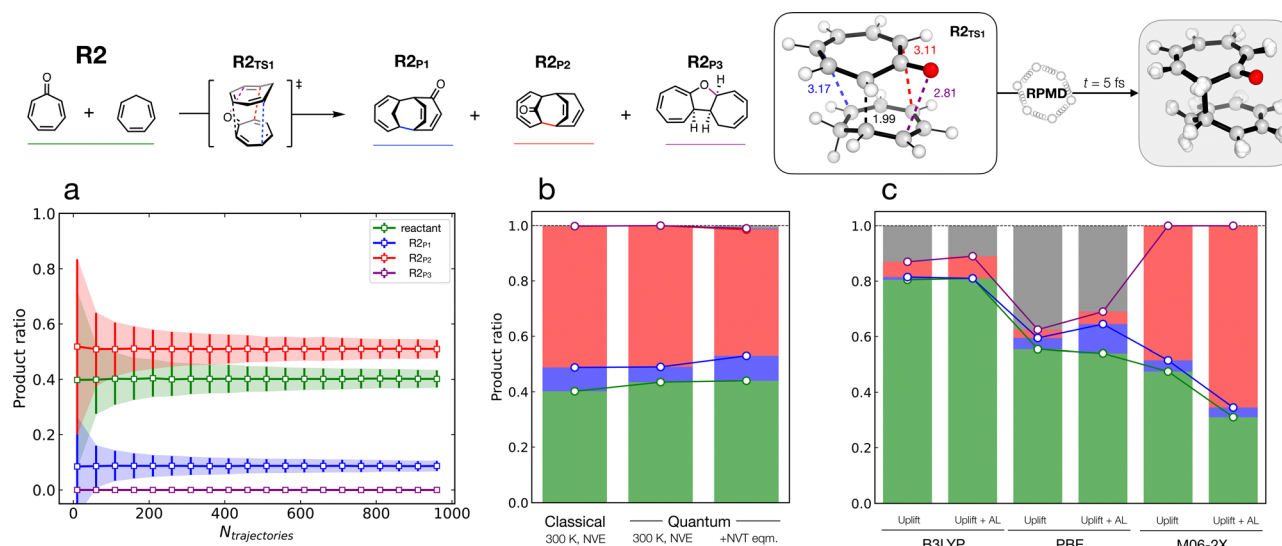 R2
O
+
R2TS1
‡
O
R2P1
O
+
R2P2
O
+
R2P3
H
O
H H
R2TS1
3.11
3.17
2.81
1.99
RPMD
t = 5 fs
a
Product ratio
1.0
0.8
0.6
0.4
0.2
0.0
reactant
R2P1
R2P2
R2P3
0 200 400 600 800 1000
Ntrajectories
b
Product ratio
1.0
0.8
0.6
0.4
0.2
0.0
Classical Quantum
300 K, NVE 300 K, NVE +NVT eqm.
c
1.0
0.8
0.6
0.4
0.2
0.0
Uplift Uplift + AL Uplift Uplift + AL Uplift Uplift + AL
B3LYP PBE M06-2X